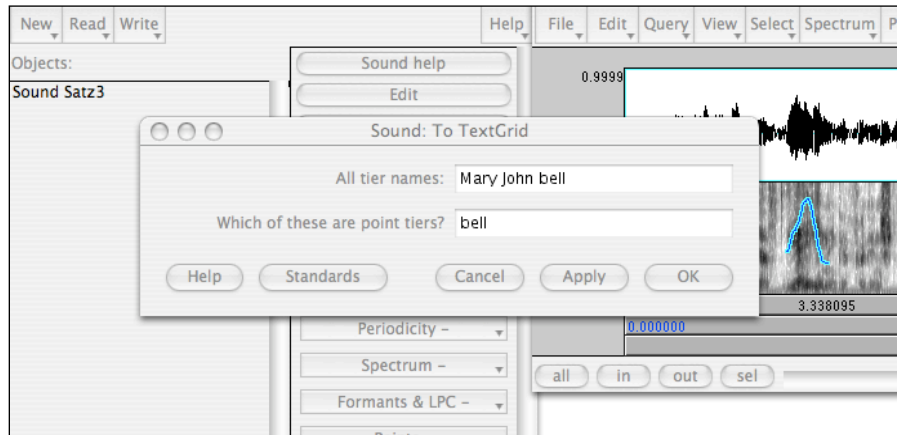 New Read Write Help
Objects:
Sound Satz3
Sound help
Edit
File Edit Query View Select Spectrum P
0.9999
Sound: To TextGrid
All tier names: Mary John bell
Which of these are point tiers? bell
Help Standards Cancel Apply OK
Periodicity –
Spectrum –
Formants & LPC –
3.338095
0.000000
all in out sel